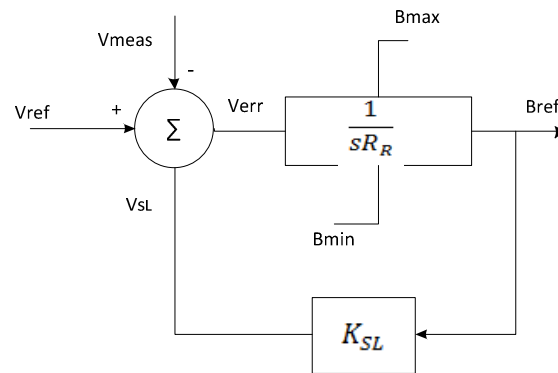 Vmeas
Bmax
-
Vref
+
Σ
Verr
1
sR_R
Bref
VSL
Bmin
K_SL